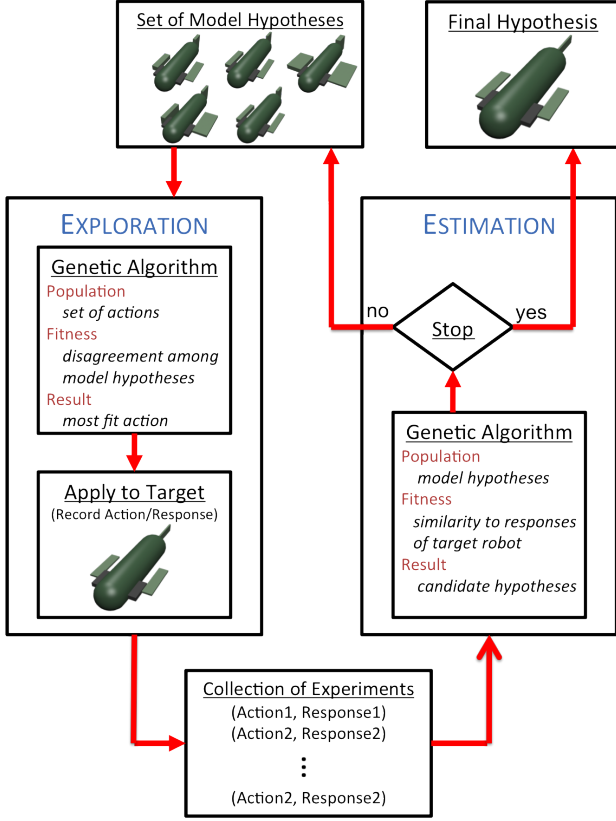 Set of Model Hypotheses
Final Hypothesis
EXPLORATION
Genetic Algorithm
Population
set of actions
Fitness
disagreement among
model hypotheses
Result
most fit action
Apply to Target
(Record Action/Response)
ESTIMATION
no
yes
Stop
Genetic Algorithm
Population
model hypotheses
Fitness
similarity to responses
of target robot
Result
candidate hypotheses
Collection of Experiments
(Action1, Response1)
(Action2, Response2)
⋮
(Action2, Response2)